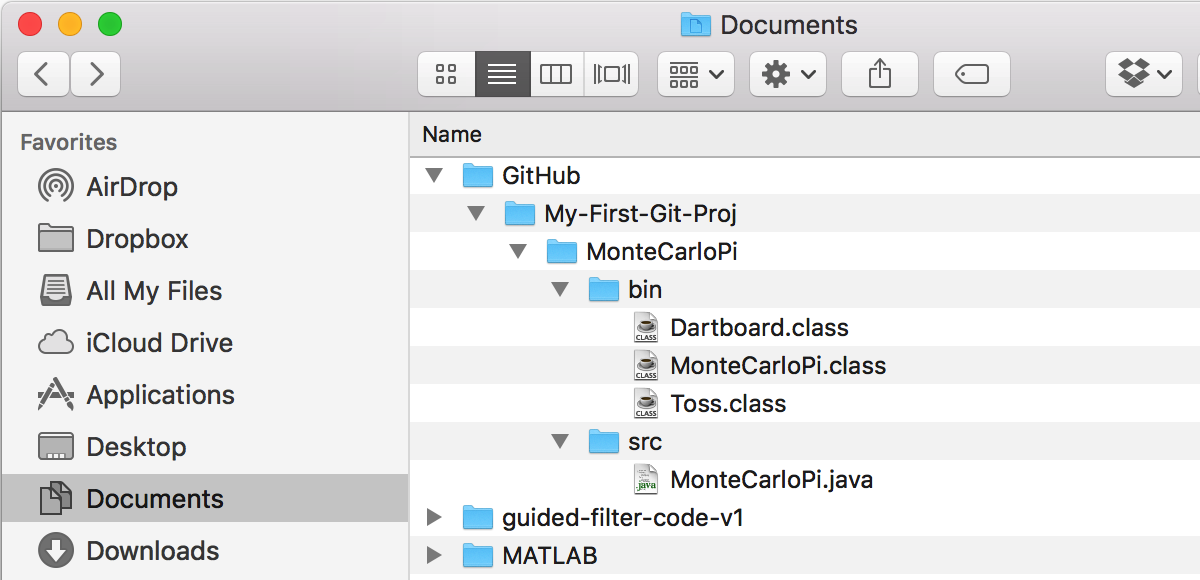 Documents
Favorites
AirDrop
Dropbox
All My Files
iCloud Drive
Applications
Desktop
Documents
Downloads
Name
GitHub
My-First-Git-Proj
MonteCarloPi
bin
CLASS Dartboard.class
CLASS MonteCarloPi.class
CLASS Toss.class
src
java MonteCarloPi.java
guided-filter-code-v1
MATLAB